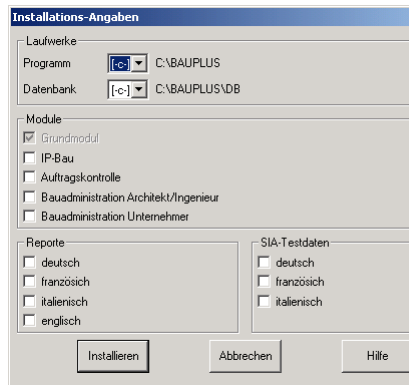 Installations-Angaben
Laufwerke
Programm [-c-] C:\BAUPLUS
Datenbank [-c-] C:\BAUPLUS\DB
Module
Grundmodul
IP-Bau
Auftragskontrolle
Bauadministration Architekt/Ingenieur
Bauadministration Unternehmer
Reporte
deutsch
französich
italienisch
englisch
SIA-Testdaten
deutsch
französich
italienisch
Installieren Abbrechen Hilfe